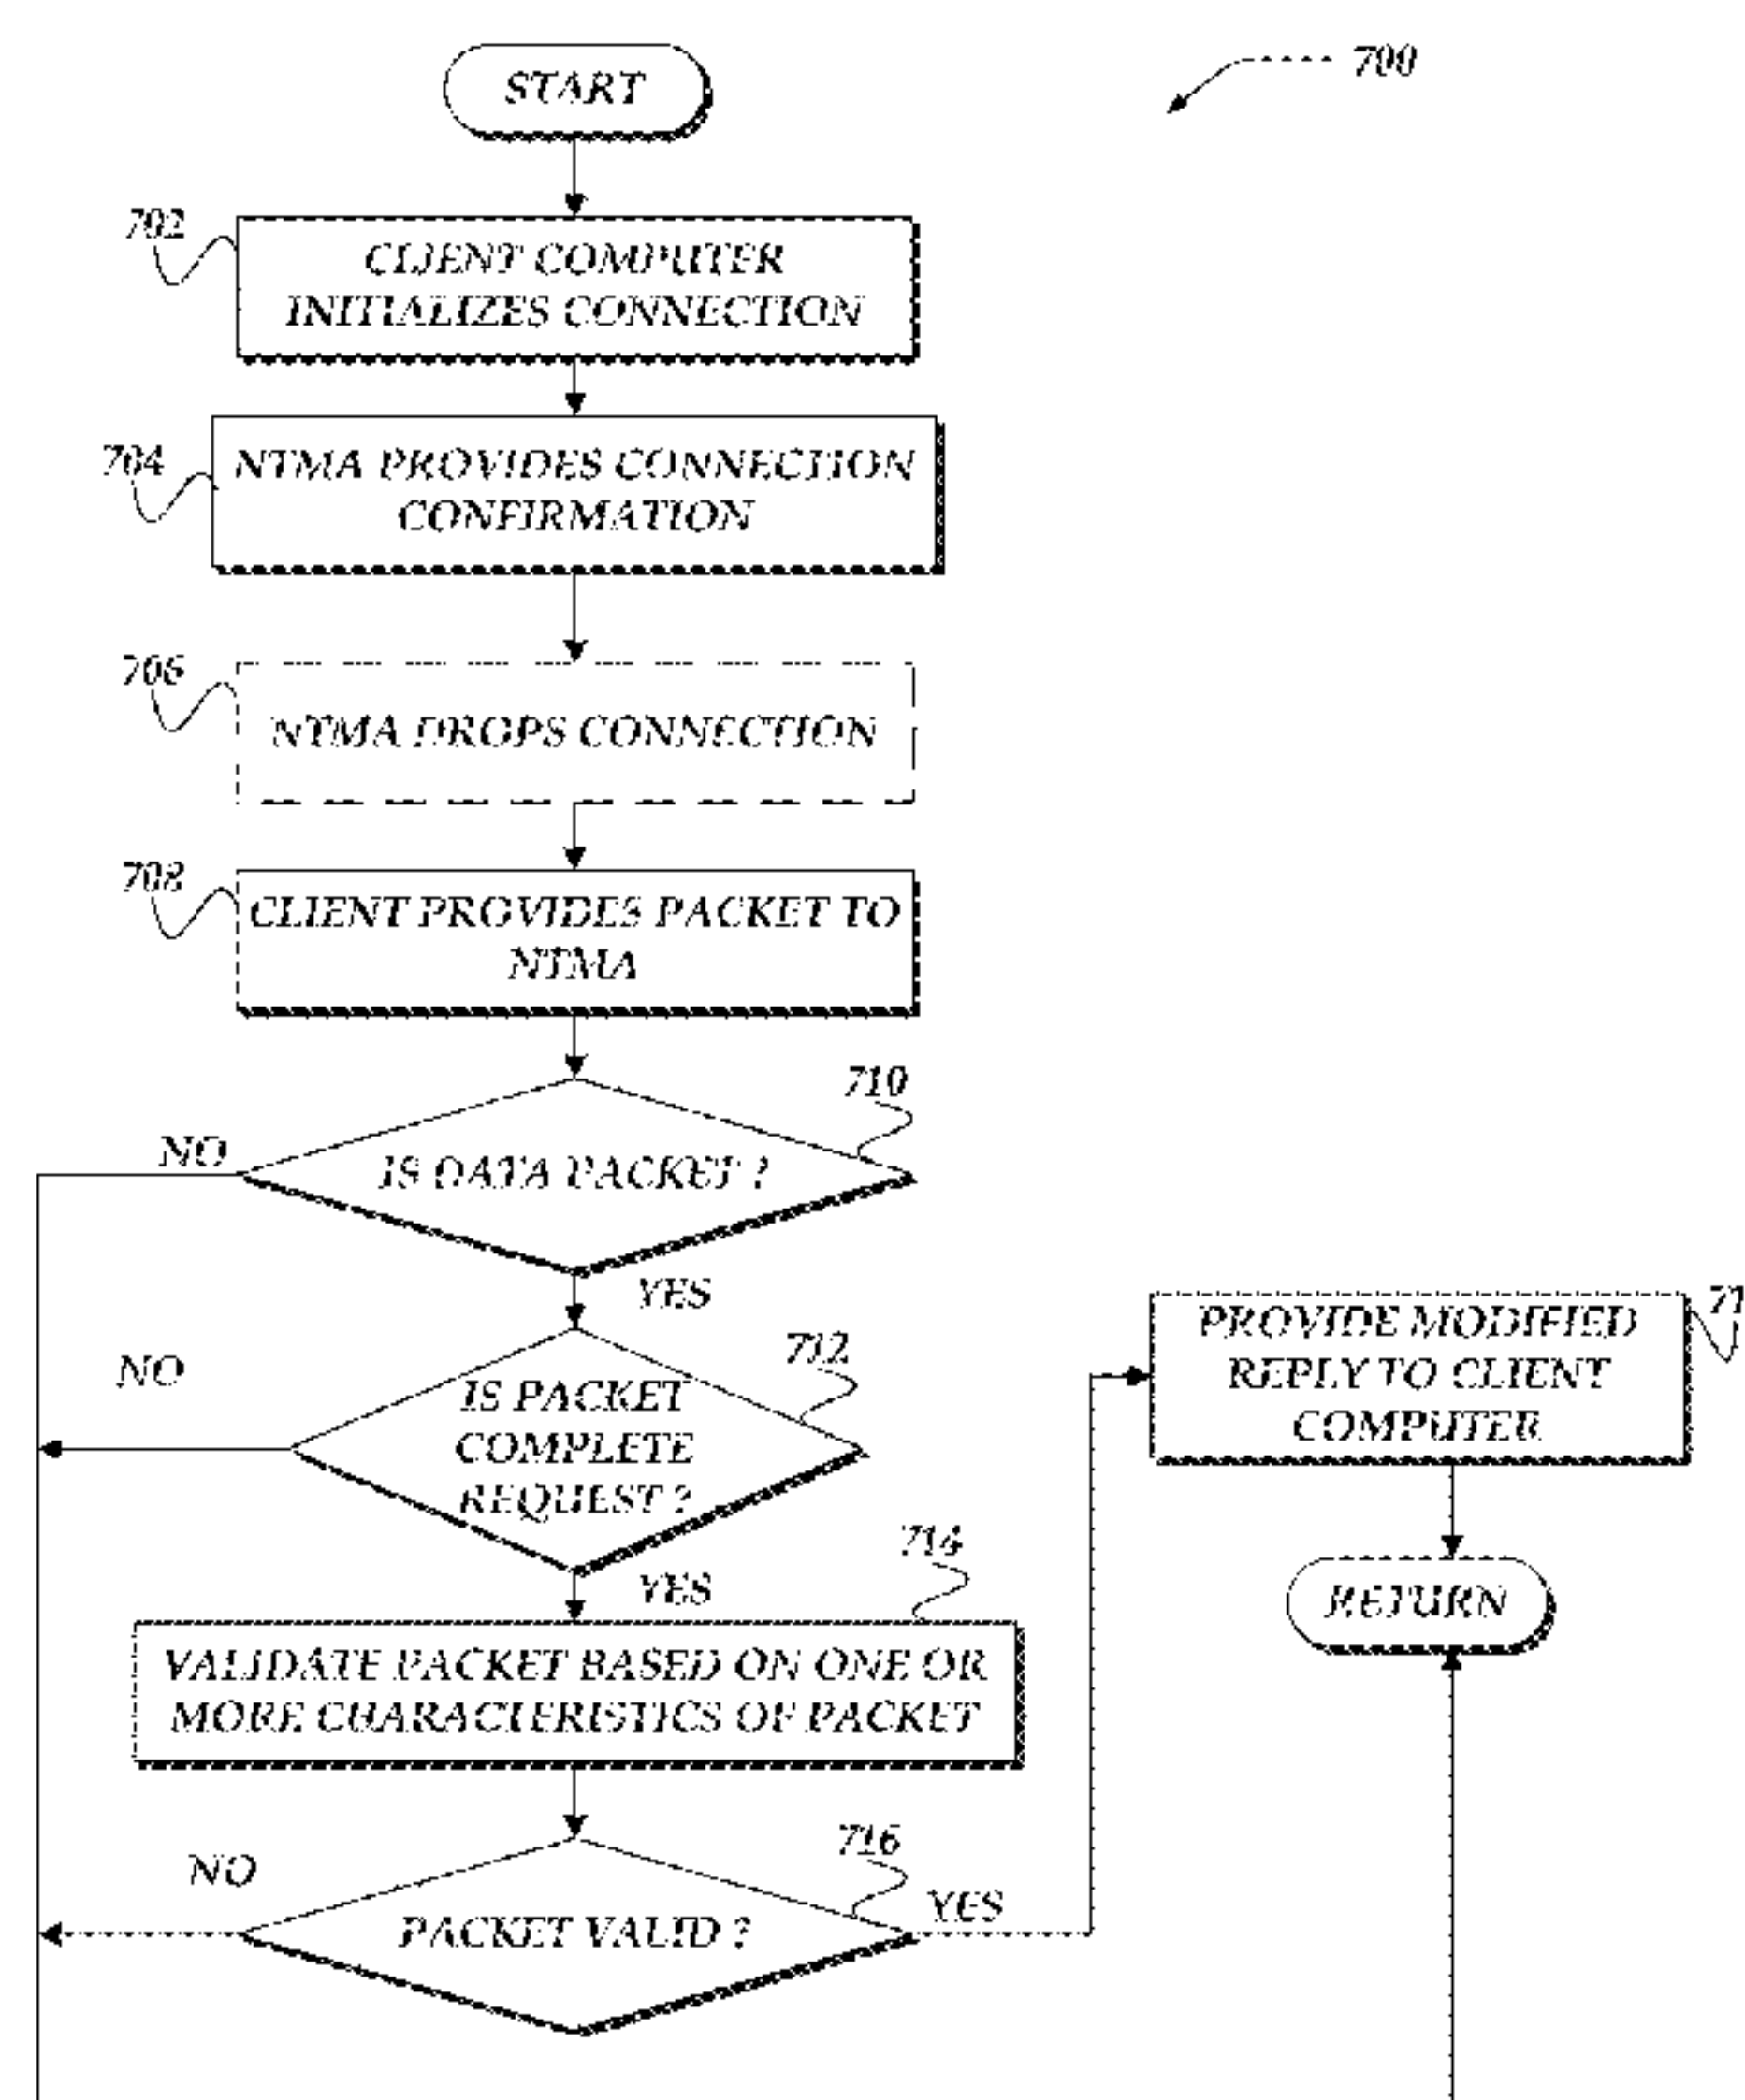 START
700
702
CLIENT COMPUTER
INITIALIZES CONNECTION
704
NTMA PROVIDES CONNECTION
CONFIRMATION
706
NTMA DROPS CONNECTION
708
CLIENT PROVIDES PACKET TO
NTMA
710
NO
IS DATA PACKET ?
YES
712
NO
IS PACKET
COMPLETE
REQUEST ?
YES
714
VALIDATE PACKET BASED ON ONE OR
MORE CHARACTERISTICS OF PACKET
716
NO
PACKET VALID ?
YES
71
PROVIDE MODIFIED
REPLY TO CLIENT
COMPUTER
RETURN